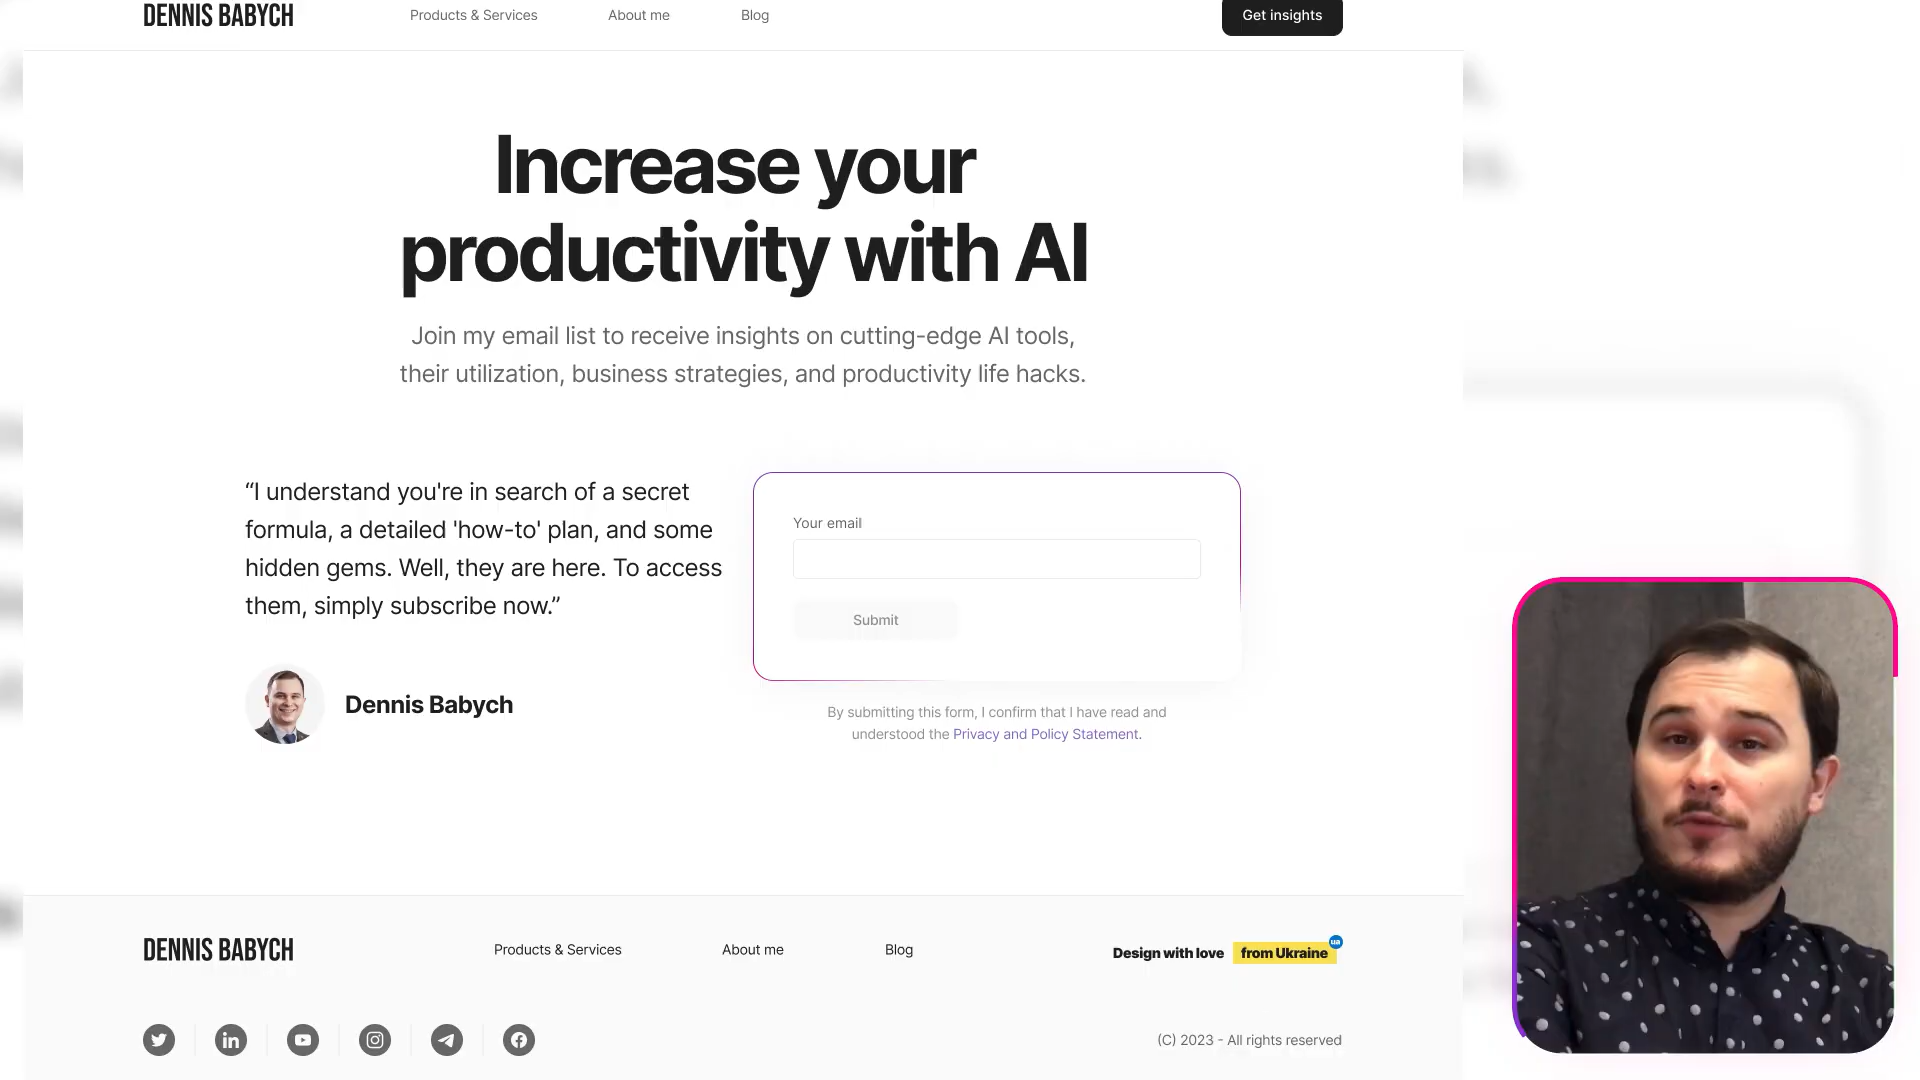 DENNIS BABYCH
Products & Services
About me
Blog
Get insights
Increase your
productivity with AI
Join my email list to receive insights on cutting-edge AI tools,
their utilization, business strategies, and productivity life hacks.
“I understand you're in search of a secret
formula, a detailed 'how-to' plan, and some
hidden gems. Well, they are here. To access
them, simply subscribe now.”
Dennis Babych
Your email
Submit
By submitting this form, I confirm that I have read and
understood the Privacy and Policy Statement.
DENNIS BABYCH
Products & Services
About me
Blog
Design with love from Ukraine ua
(C) 2023 - All rights reserved